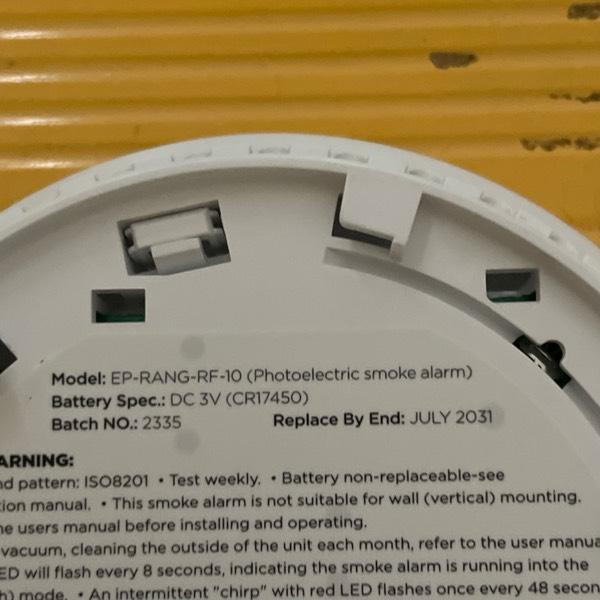 Model: EP-RANG-RF-10 (Photoelectric smoke alarm)
Battery Spec.: DC 3V (CR17450)
Batch NO.: 2335 Replace By End: JULY 2031
ARNING:
nd pattern: ISO8201 • Test weekly. • Battery non-replaceable-see
tion manual. • This smoke alarm is not suitable for wall (vertical) mounting.
he users manual before installing and operating.
vacuum, cleaning the outside of the unit each month, refer to the user manua
ED will flash every 8 seconds, indicating the smoke alarm is running into the
h) mode. • An intermittent "chirp" with red LED flashes once every 48 secon